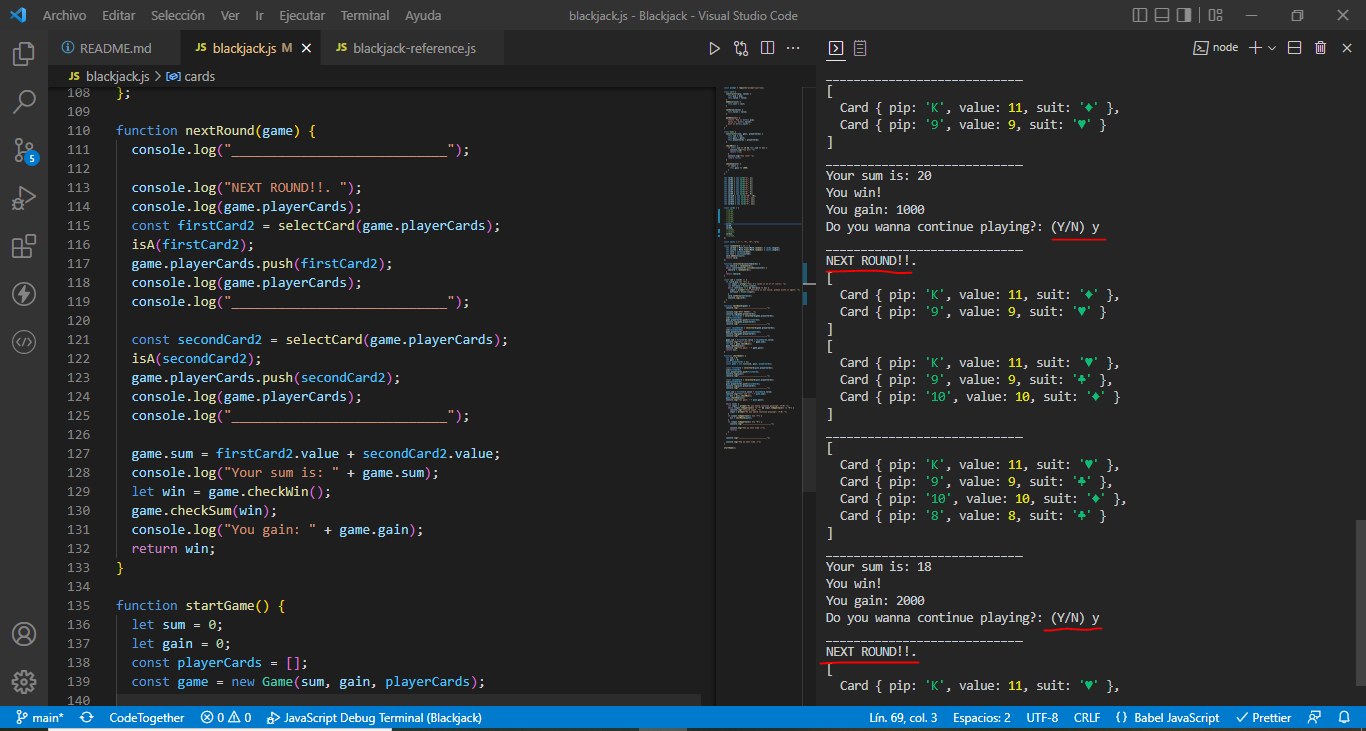 Archivo Editar Selección Ver Ir Ejecutar Terminal Ayuda
blackjack.js - Blackjack - Visual Studio Code
README.md
JS blackjack.js M
JS blackjack-reference.js
JS blackjack.js > cards
108 };
109
110 function nextRound(game) {
111 console.log("___________________________");
112
113 console.log("NEXT ROUND!!. ");
114 console.log(game.playerCards);
115 const firstCard2 = selectCard(game.playerCards);
116 isA(firstCard2);
117 game.playerCards.push(firstCard2);
118 console.log(game.playerCards);
119 console.log("___________________________");
120
121 const secondCard2 = selectCard(game.playerCards);
122 isA(secondCard2);
123 game.playerCards.push(secondCard2);
124 console.log(game.playerCards);
125 console.log("___________________________");
126
127 game.sum = firstCard2.value + secondCard2.value;
128 console.log("Your sum is: " + game.sum);
129 let win = game.checkWin();
130 game.checkSum(win);
131 console.log("You gain: " + game.gain);
132 return win;
133 }
134
135 function startGame() {
136 let sum = 0;
137 let gain = 0;
138 const playerCards = [];
139 const game = new Game(sum, gain, playerCards);
140
node
___________________________
[
Card { pip: 'K', value: 11, suit: '♦' },
Card { pip: '9', value: 9, suit: '♥' }
]
___________________________
Your sum is: 20
You win!
You gain: 1000
Do you wanna continue playing?: (Y/N) y
___________________________
NEXT ROUND!!.
[
Card { pip: 'K', value: 11, suit: '♦' },
Card { pip: '9', value: 9, suit: '♥' }
]
[
Card { pip: 'K', value: 11, suit: '♥' },
Card { pip: '9', value: 9, suit: '♣' },
Card { pip: '10', value: 10, suit: '♦' }
]
___________________________
[
Card { pip: 'K', value: 11, suit: '♥' },
Card { pip: '9', value: 9, suit: '♣' },
Card { pip: '10', value: 10, suit: '♦' },
Card { pip: '8', value: 8, suit: '♣' }
]
___________________________
Your sum is: 18
You win!
You gain: 2000
Do you wanna continue playing?: (Y/N) y
___________________________
NEXT ROUND!!.
[
Card { pip: 'K', value: 11, suit: '♥' },
5
main* CodeTogether 0 0 JavaScript Debug Terminal (Blackjack)
Lín. 69, col. 3 Espacios: 2 UTF-8 CRLF {} Babel JavaScript Prettier